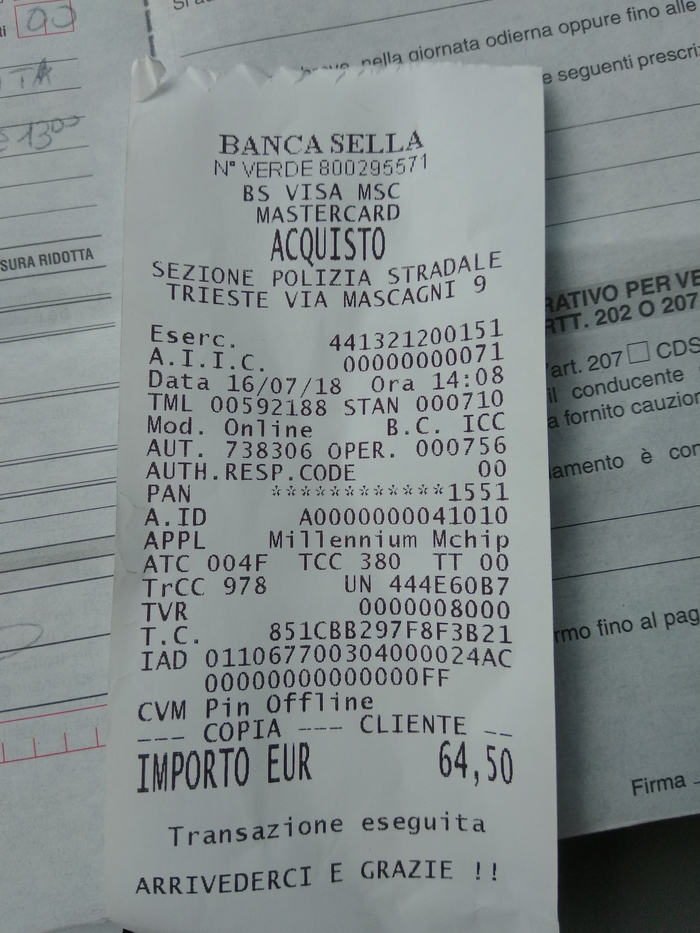 BANCA SELLA
N° VERDE 800295571
BS VISA MSC
MASTERCARD
ACQUISTO
SEZIONE POLIZIA STRADALE
TRIESTE VIA MASCAGNI 9
Eserc. 441321200151
A.I.I.C. 00000000071
Data 16/07/18 Ora 14:08
TML 00592188 STAN 000710
Mod. Online B.C. ICC
AUT. 738306 OPER. 000756
AUTH.RESP.CODE 00
PAN ************1551
A.ID A0000000041010
APPL Millennium Mchip
ATC 004F TCC 380 TT 00
TrCC 978 UN 444E60B7
TVR 0000008000
T.C. 851CBB297F8F3B21
IAD 011067700304000024AC
00000000000000FF
CVM Pin Offline
--- COPIA --- CLIENTE --
IMPORTO EUR 64,50
Transazione eseguita
ARRIVEDERCI E GRAZIE !!
SURA RIDOTTA
nella giornata odierna oppure fino alle
e seguenti prescri
RATIVO PER VE
RTT. 202 O 207
'art. 207 □ CDS
il conducente
a fornito cauzion
amento è con
rmo fino al pag
Firma